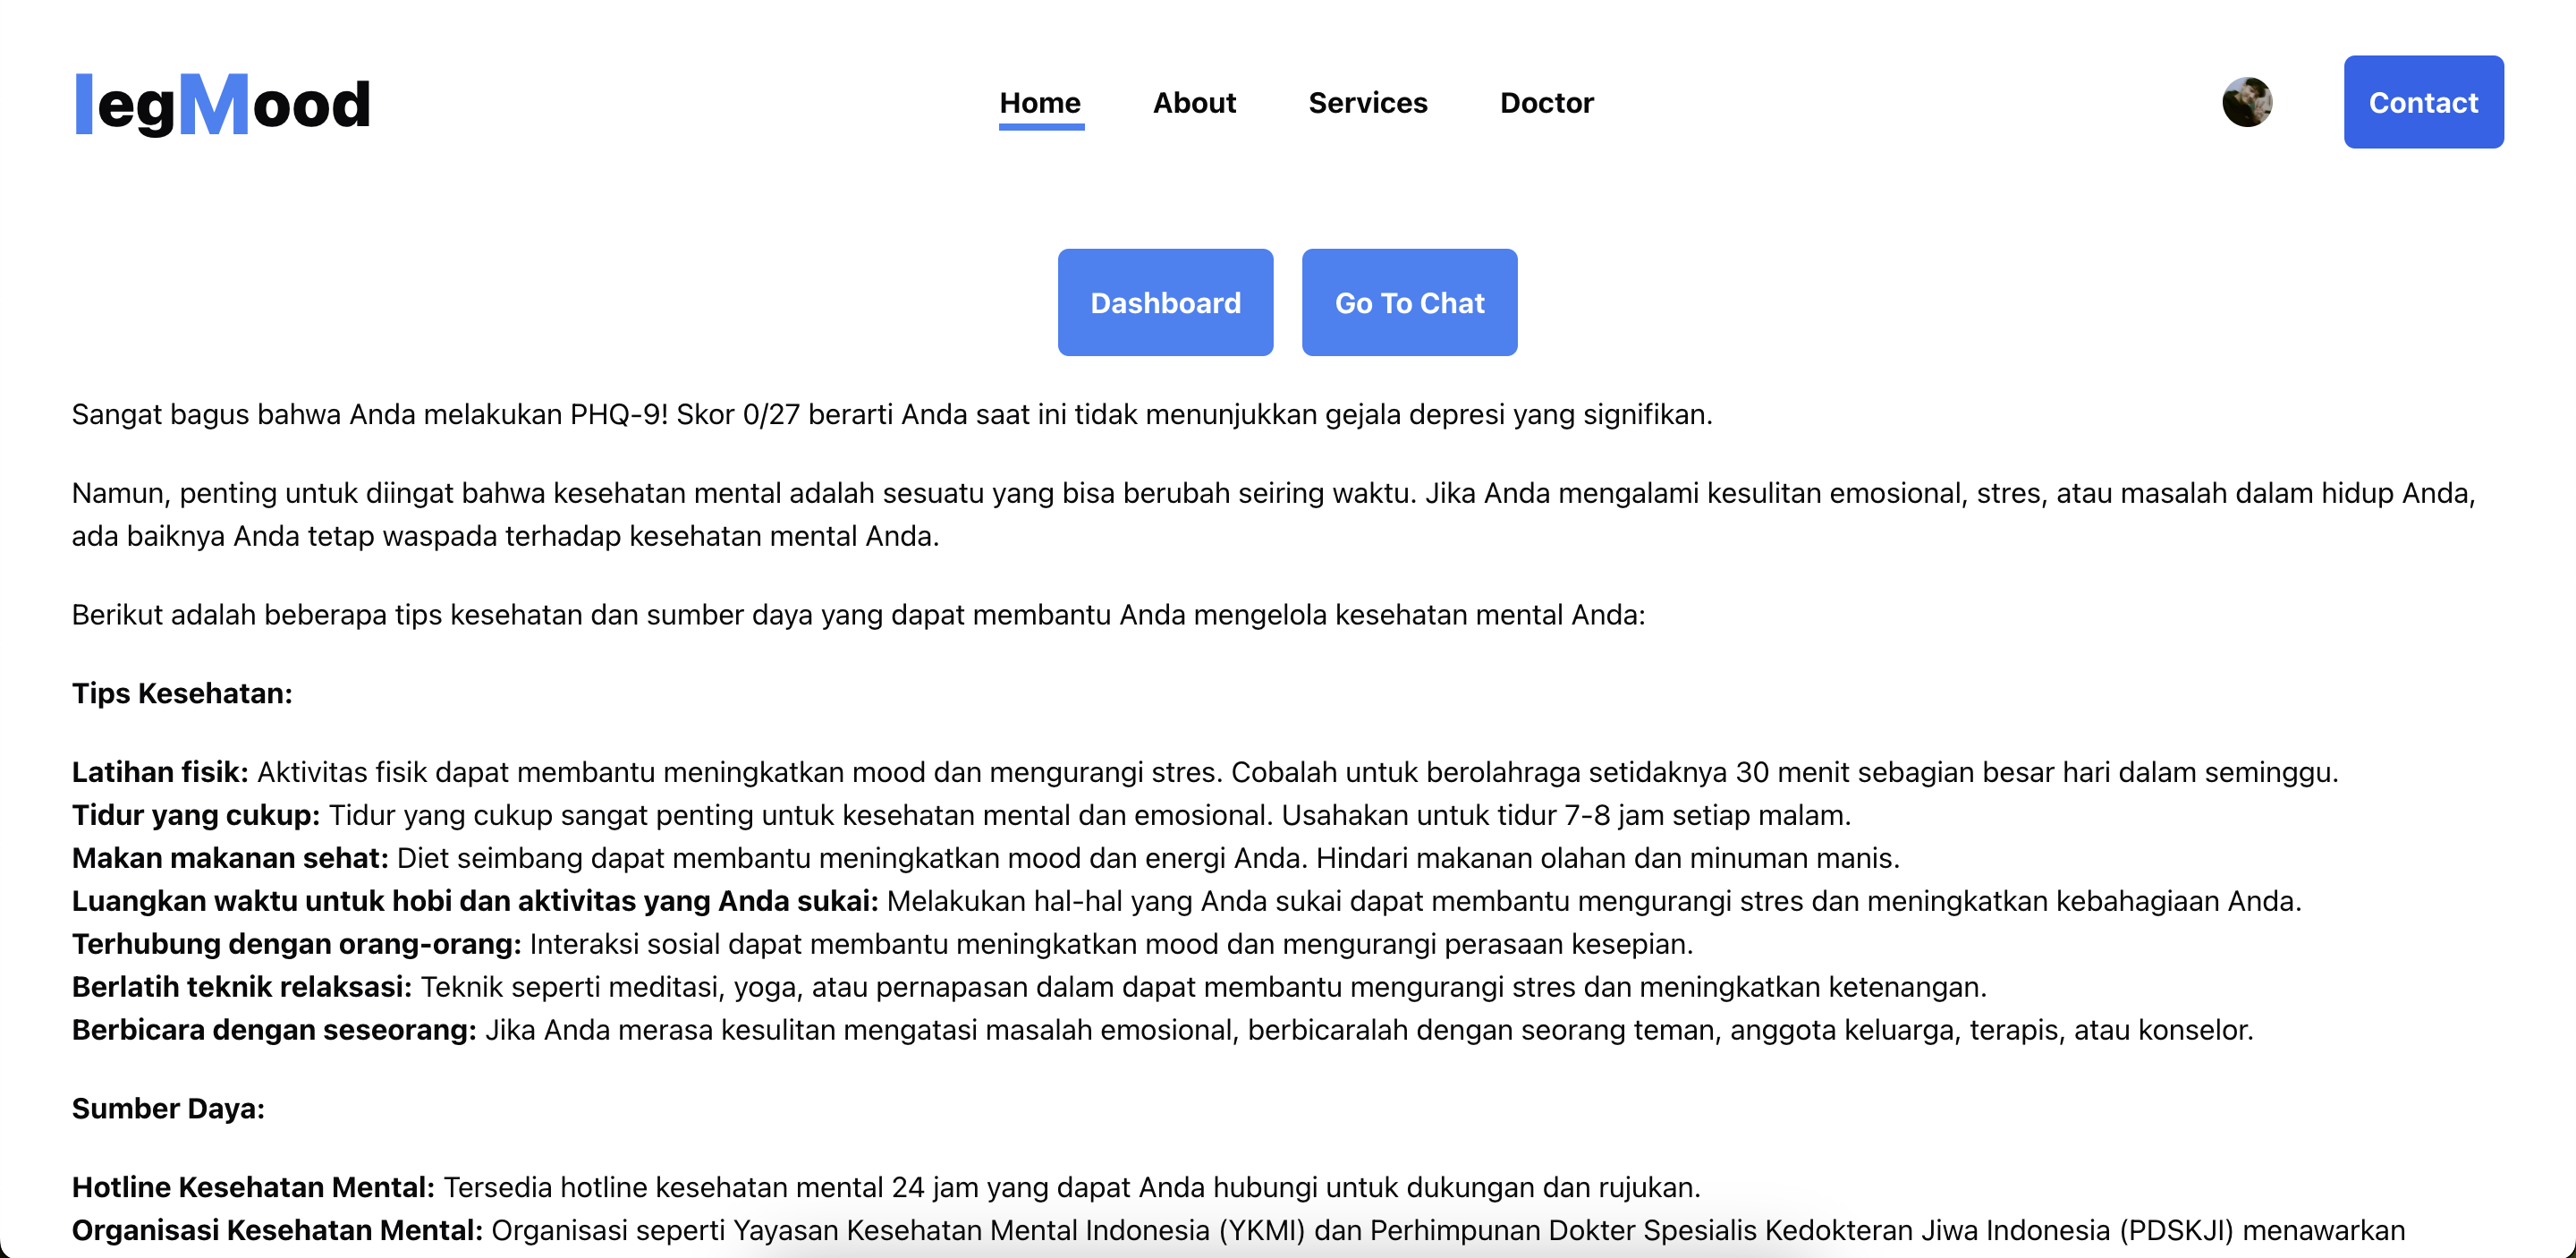 legMood
Home About Services Doctor Contact
Dashboard Go To Chat
Sangat bagus bahwa Anda melakukan PHQ-9! Skor 0/27 berarti Anda saat ini tidak menunjukkan gejala depresi yang signifikan.
Namun, penting untuk diingat bahwa kesehatan mental adalah sesuatu yang bisa berubah seiring waktu. Jika Anda mengalami kesulitan emosional, stres, atau masalah dalam hidup Anda,
ada baiknya Anda tetap waspada terhadap kesehatan mental Anda.
Berikut adalah beberapa tips kesehatan dan sumber daya yang dapat membantu Anda mengelola kesehatan mental Anda:
Tips Kesehatan:
Latihan fisik: Aktivitas fisik dapat membantu meningkatkan mood dan mengurangi stres. Cobalah untuk berolahraga setidaknya 30 menit sebagian besar hari dalam seminggu.
Tidur yang cukup: Tidur yang cukup sangat penting untuk kesehatan mental dan emosional. Usahakan untuk tidur 7-8 jam setiap malam.
Makan makanan sehat: Diet seimbang dapat membantu meningkatkan mood dan energi Anda. Hindari makanan olahan dan minuman manis.
Luangkan waktu untuk hobi dan aktivitas yang Anda sukai: Melakukan hal-hal yang Anda sukai dapat membantu mengurangi stres dan meningkatkan kebahagiaan Anda.
Terhubung dengan orang-orang: Interaksi sosial dapat membantu meningkatkan mood dan mengurangi perasaan kesepian.
Berlatih teknik relaksasi: Teknik seperti meditasi, yoga, atau pernapasan dalam dapat membantu mengurangi stres dan meningkatkan ketenangan.
Berbicara dengan seseorang: Jika Anda merasa kesulitan mengatasi masalah emosional, berbicaralah dengan seorang teman, anggota keluarga, terapis, atau konselor.
Sumber Daya:
Hotline Kesehatan Mental: Tersedia hotline kesehatan mental 24 jam yang dapat Anda hubungi untuk dukungan dan rujukan.
Organisasi Kesehatan Mental: Organisasi seperti Yayasan Kesehatan Mental Indonesia (YKMI) dan Perhimpunan Dokter Spesialis Kedokteran Jiwa Indonesia (PDSKJI) menawarkan